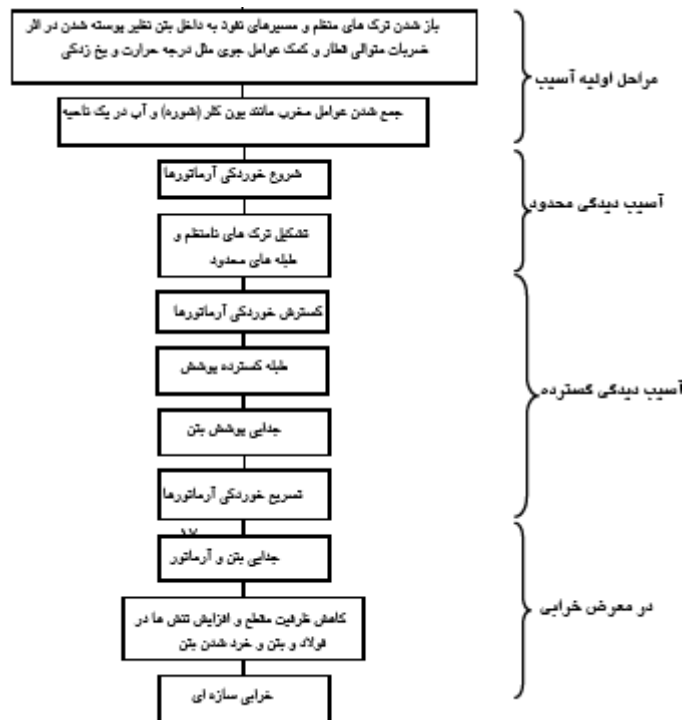 باز شدن ترک های منظم و مسیرهای نفوذ به داخل بتن نظیر پوسته شدن در اثر
ضربات متوالی قطار و کمک عوامل جوی مثل درجه حرارت و یخ زدگی
جمع شدن عوامل مخرب مانند یون کلر (شوره) و آب در یک ناحیه
مراحل اولیه آسیب
شروع خوردگی آرماتورها
تشکیل ترک های نامنظم و
طبله های محدود
آسیب دیدگی محدود
گسترش خوردگی آرماتورها
طبله گسترده پوشش
جدایی پوشش بتن
تسریع خوردگی آرماتورها
آسیب دیدگی گسترده
۱۷
جدایی بتن و آرماتور
کاهش ظرفیت مقطع و افزایش تنش ها در
فولاد و بتن و خرد شدن بتن
خرابی سازه ای
در معرض خرابی